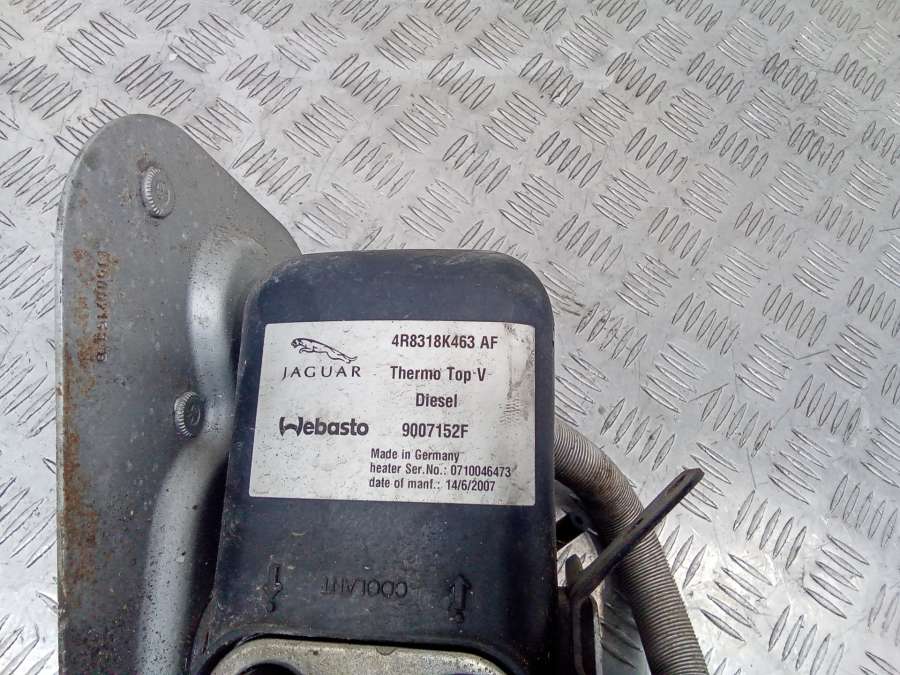 4R8318K463 AF
JAGUAR
Thermo Top V
Diesel
Webasto
9007152F
Made in Germany
heater Ser.No.: 0710046473
date of manf.: 14/6/2007
COOLANT